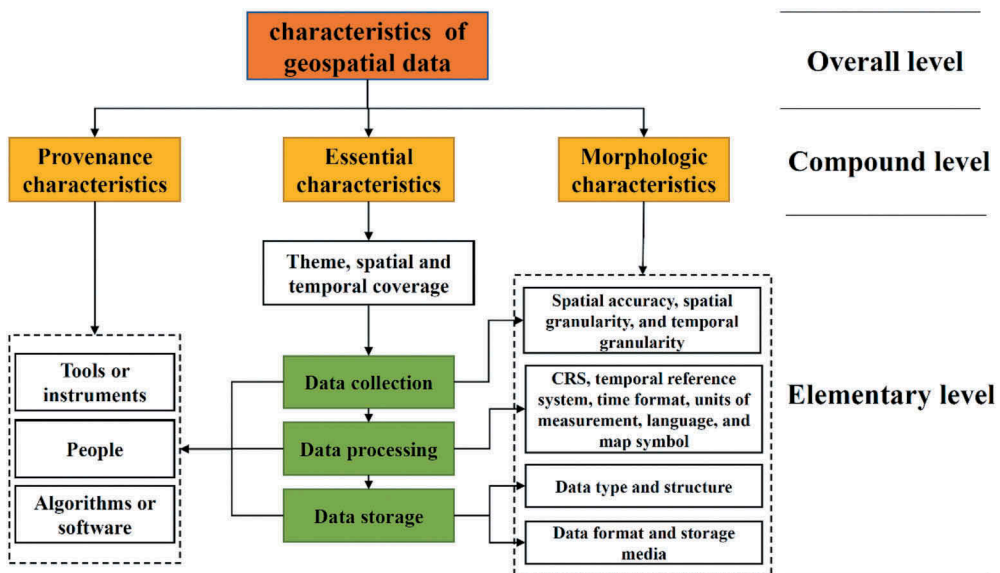 characteristics of
geospatial data
Overall level
Provenance
characteristics
Essential
characteristics
Morphologic
characteristics
Compound level
Theme, spatial and
temporal coverage
Spatial accuracy, spatial
granularity, and temporal
granularity
Tools or
instruments
Data collection
CRS, temporal reference
system, time format, units of
measurement, language, and
map symbol
Elementary level
People
Data processing
Algorithms or
software
Data storage
Data type and structure
Data format and storage
media